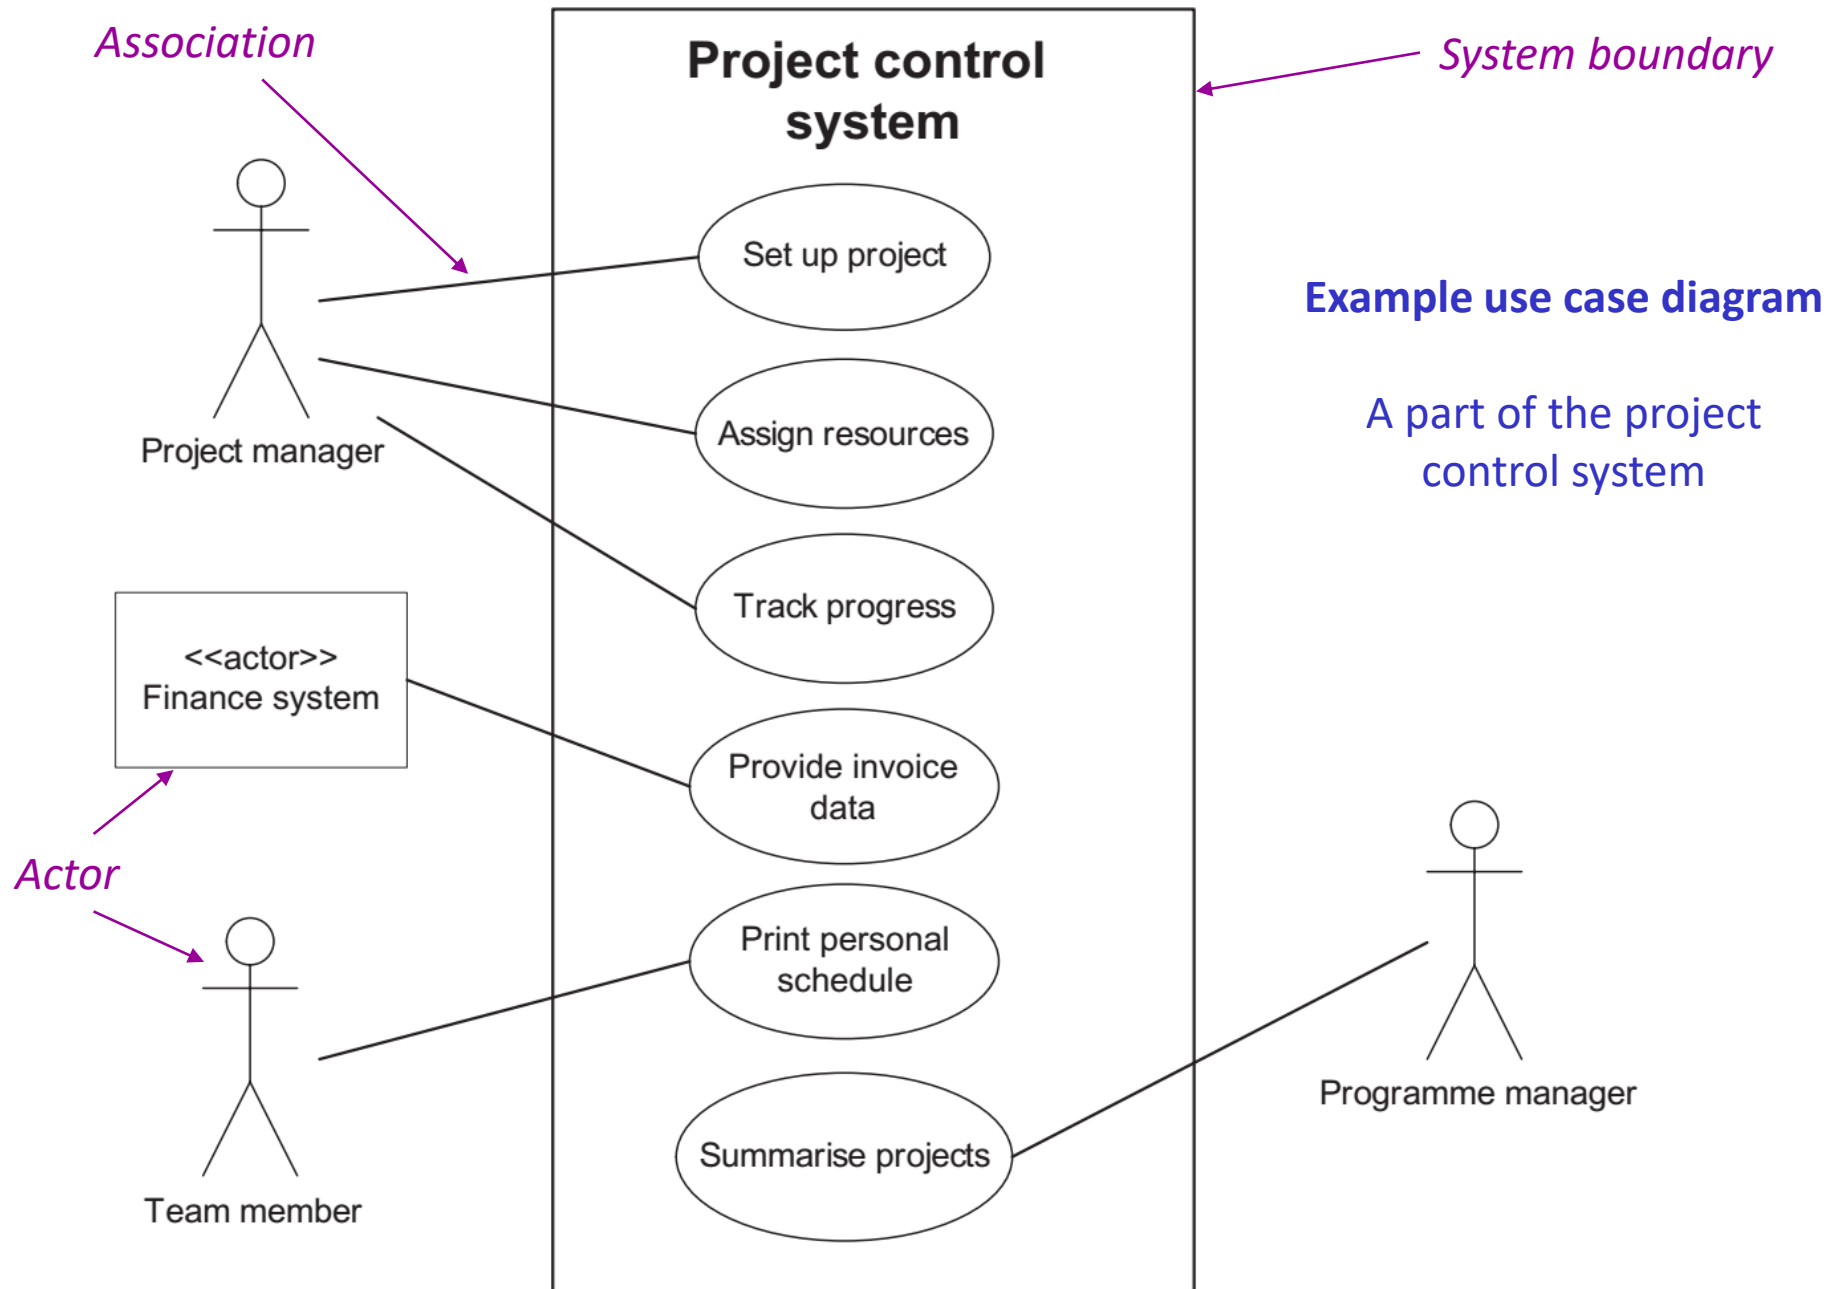 Association
Project control
system
System boundary
Set up project
Example use case diagram
A part of the project
control system
Assign resources
Project manager
Track progress
<<actor>>
Finance system
Provide invoice
data
Actor
Print personal
schedule
Programme manager
Summarise projects
Team member